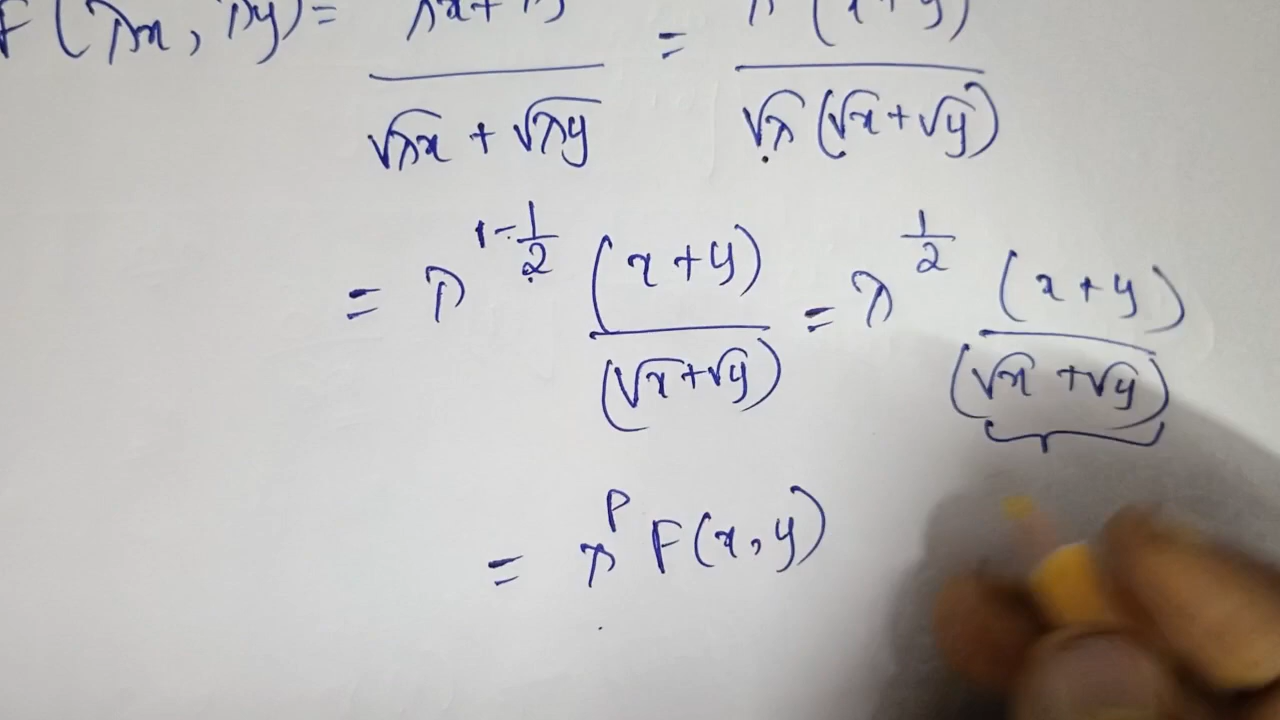 F(λx, λy) = λx + λy / √λx + √λy = λ(x+y) / √λ(√x+√y)
= λ^{1-1/2} (x+y) / (√x+√y) = λ^{1/2} (x+y) / (√x+√y)
= λ^P F(x,y)